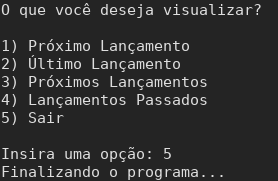 O que você deseja visualizar?
1) Próximo Lançamento
2) Último Lançamento
3) Próximos Lançamentos
4) Lançamentos Passados
5) Sair
Insira uma opção: 5
Finalizando o programa...